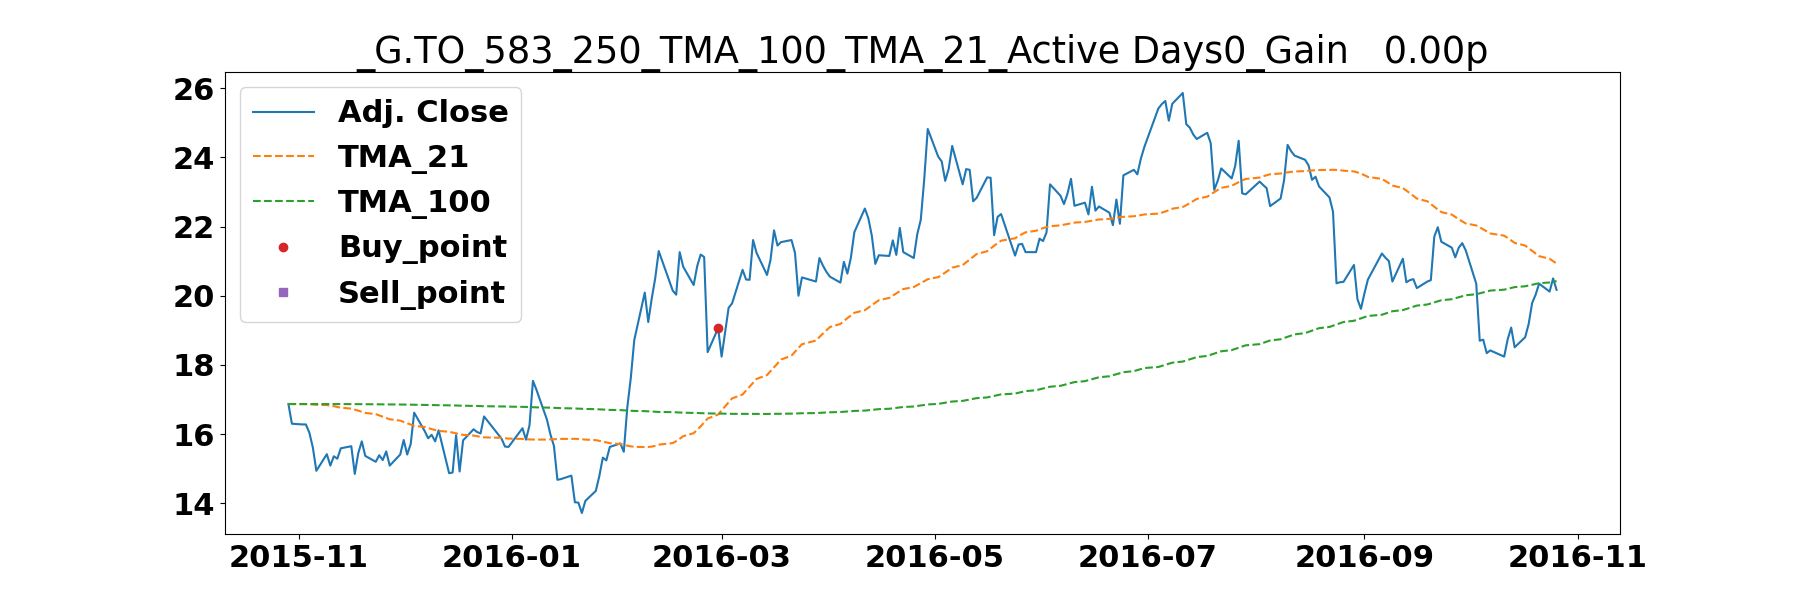 _G.TO_583_250_TMA_100_TMA_21_Active Days0_Gain   0.00p
26
24
22
20
18
16
14
Adj. Close
TMA_21
TMA_100
Buy_point
Sell_point
2015-11 2016-01 2016-03 2016-05 2016-07 2016-09 2016-11